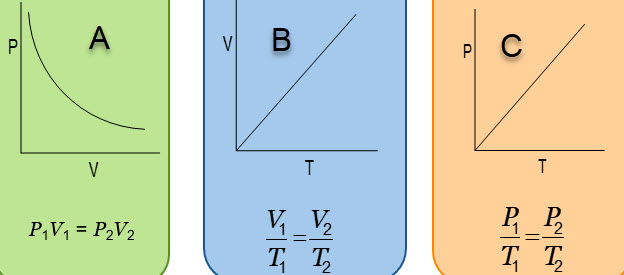 A
P
V
P₁V₁ = P₂V₂
B
V
T
V₁/T₁ = V₂/T₂
C
P
T
P₁/T₁ = P₂/T₂